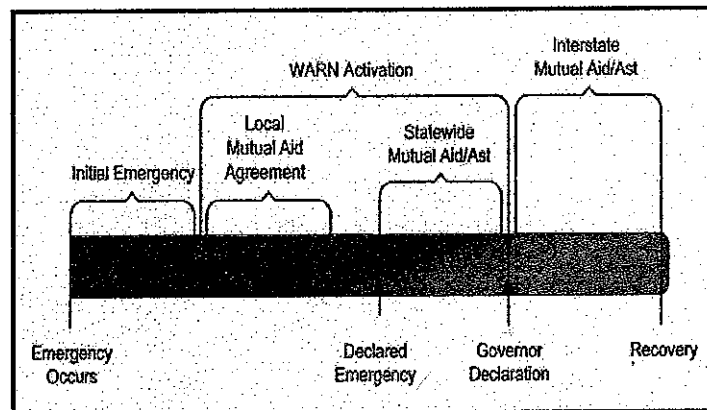 WARN Activation
Interstate
Mutual Aid/Ast
Local
Mutual Aid
Agreement
Statewide
Mutual Aid/Ast
Initial Emergency
Emergency
Occurs
Declared
Emergency
Governor
Declaration
Recovery